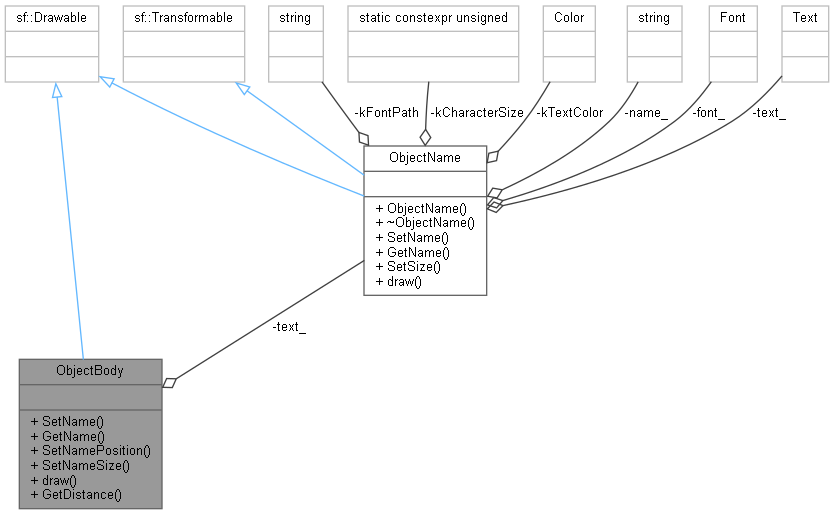 sf::Drawable
sf::Transformable
string
static constexpr unsigned
Color
string
Font
Text
-kFontPath
-kCharacterSize
-kTextColor
-name_
-font_
-text_
ObjectName
+ ObjectName()
+ ~ObjectName()
+ SetName()
+ GetName()
+ SetSize()
+ draw()
-text_
ObjectBody
+ SetName()
+ GetName()
+ SetNamePosition()
+ SetNameSize()
+ draw()
+ GetDistance()